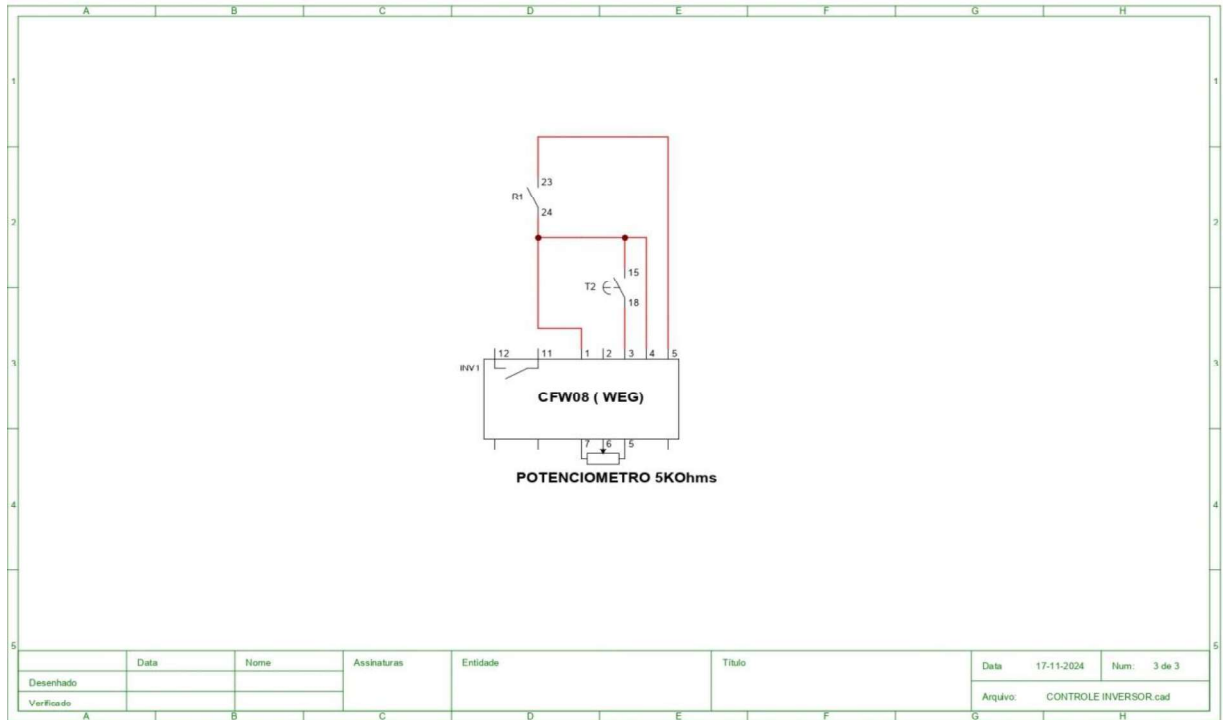 A B C D E F G H
1 1
23
R1
24
2 2
15
T2
18
12 11 1 2 3 4 5
3 3
INV1
CFW08 ( WEG)
7 6 5
POTENCIOMETRO 5KOhms
4 4
5 5
Data Nome Assinaturas Entidade Título Data 17-11-2024 Num: 3 de 3
Desenhado
Verificado
Arquivo: CONTROLE INVERSOR.cad
A B C D E F G H